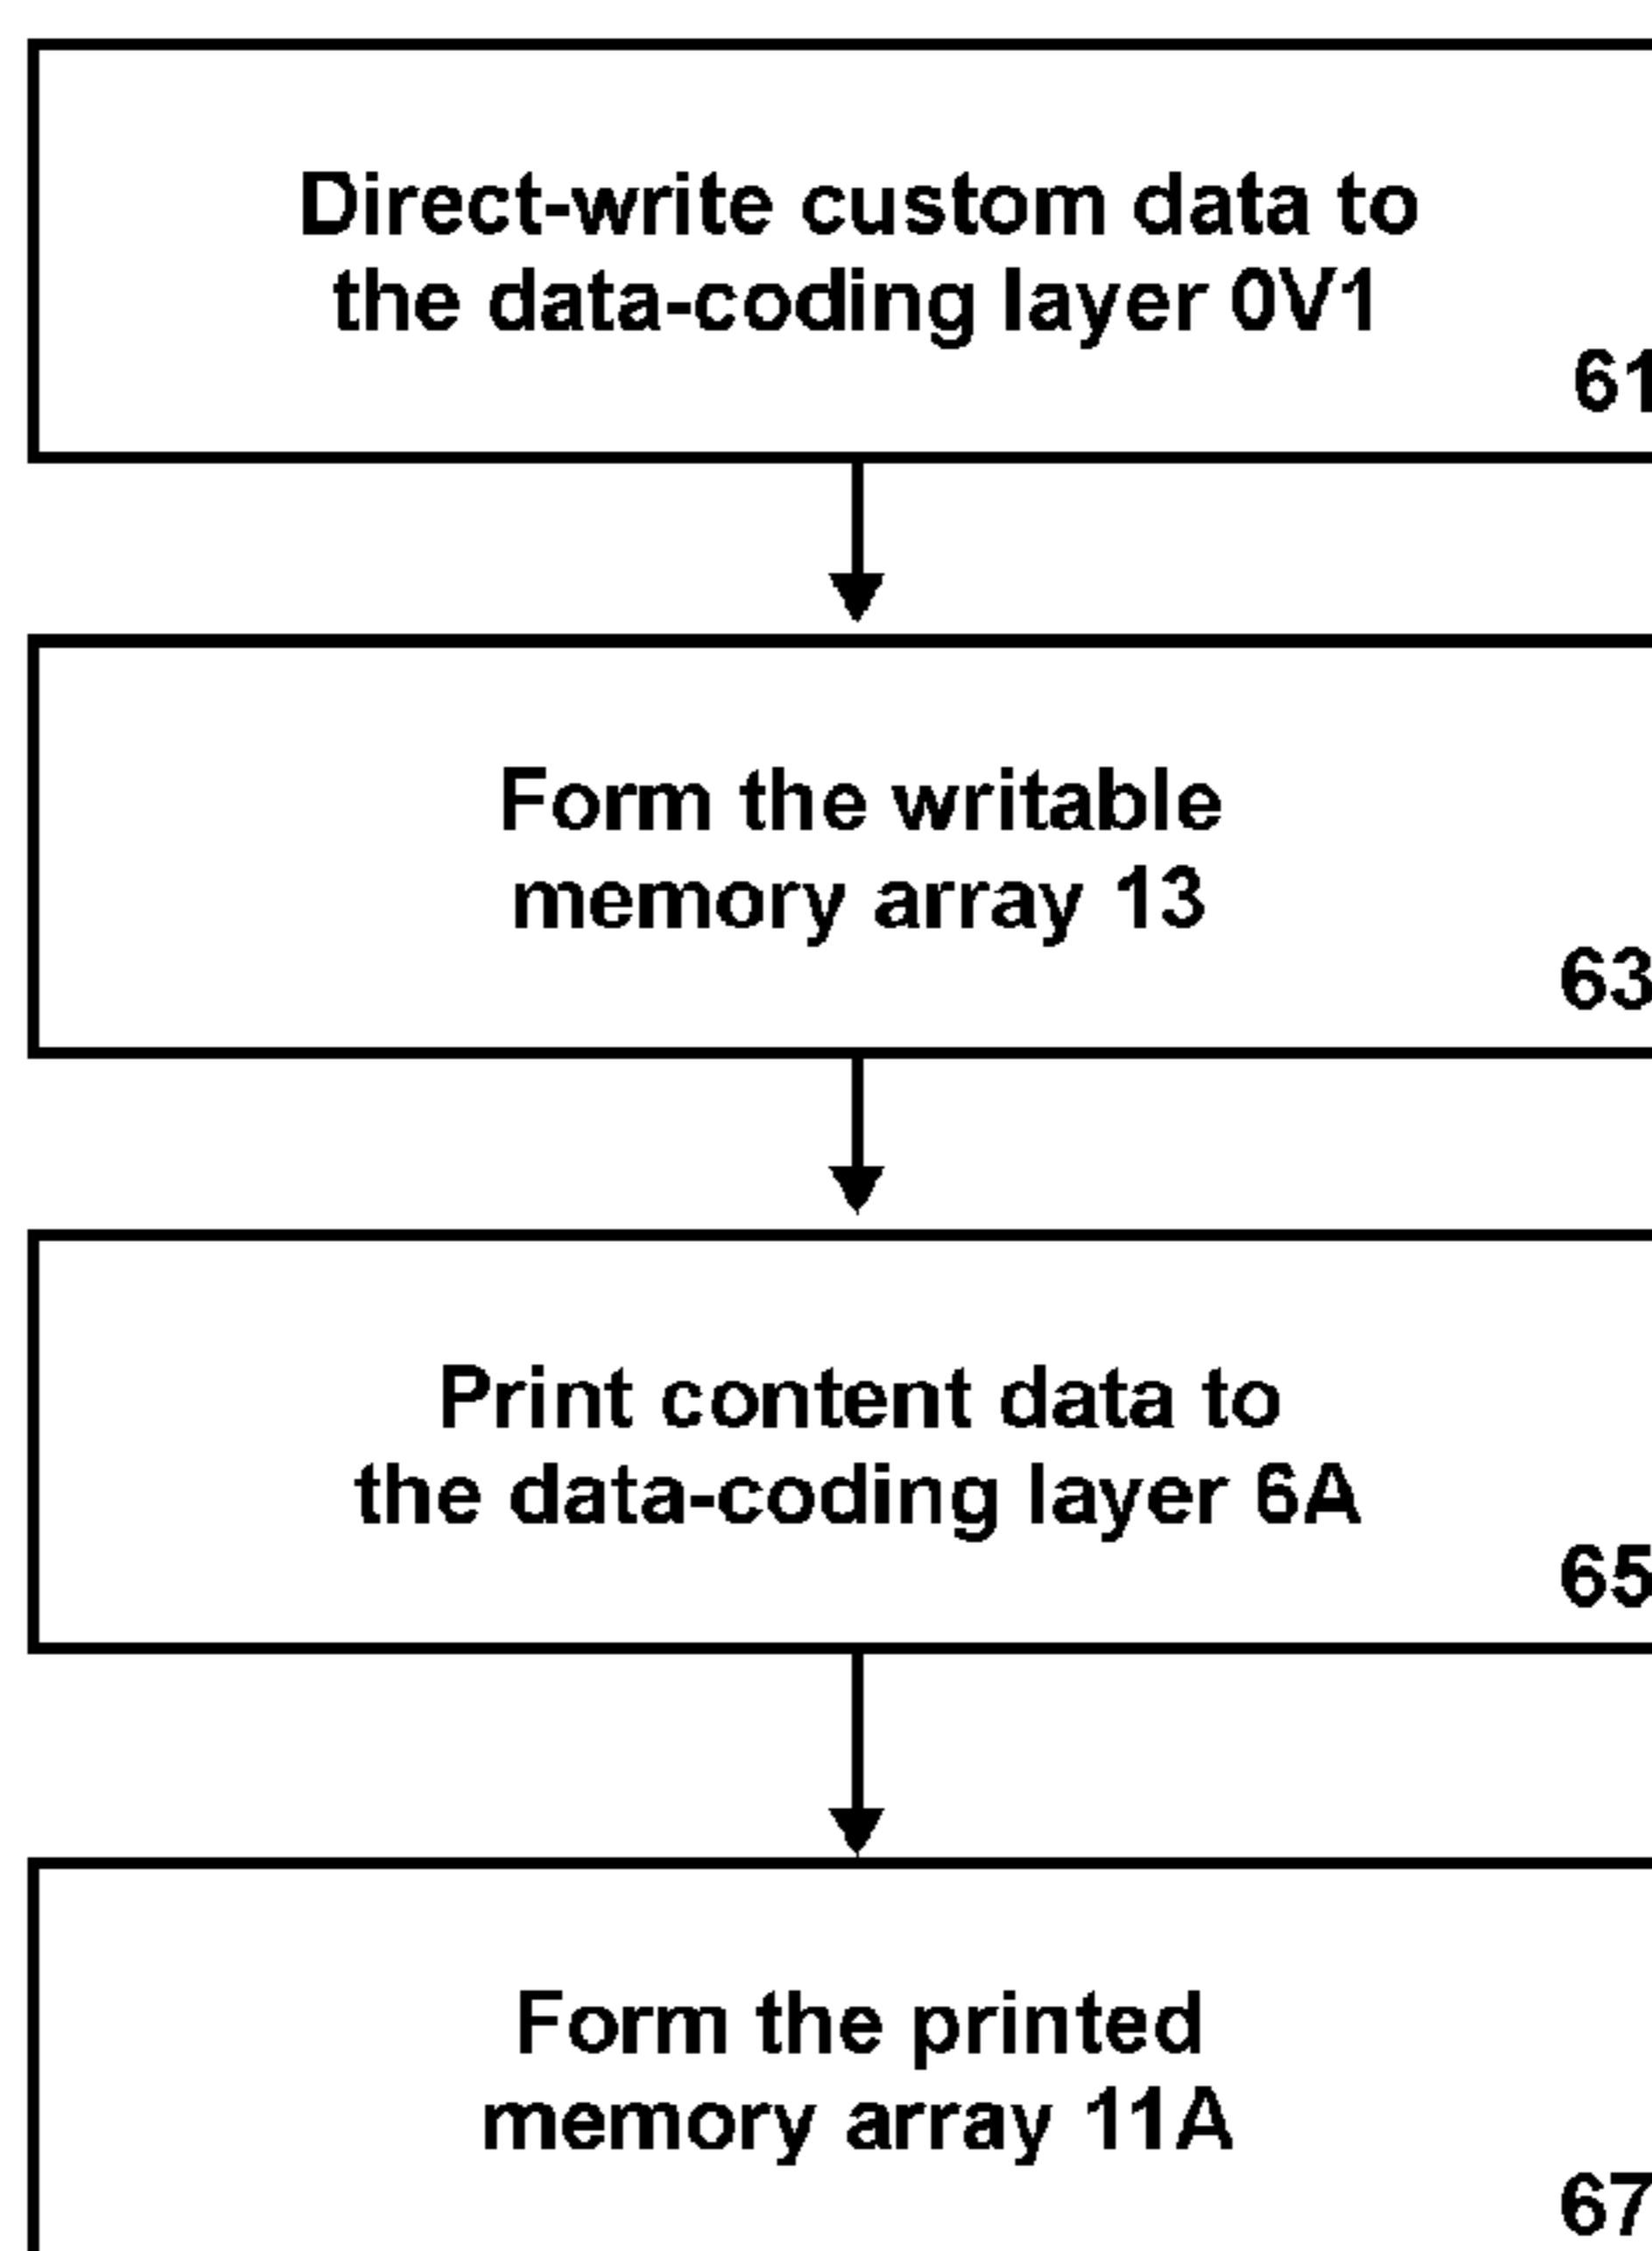 Direct-write custom data to
the data-coding layer 0V1
61
Form the writable
memory array 13
63
Print content data to
the data-coding layer 6A
65
Form the printed
memory array 11A
67